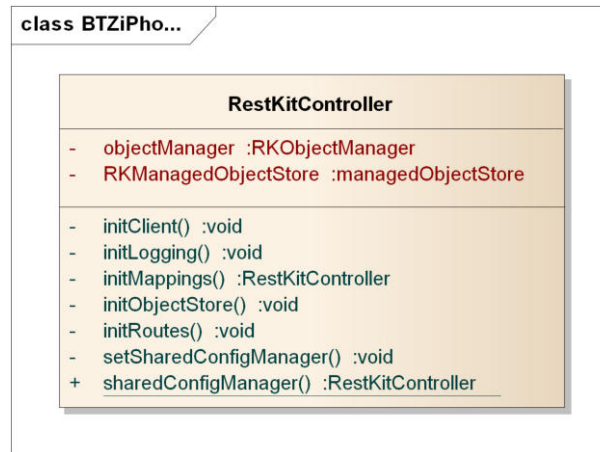 class BTZiPho...
RestKitController
- objectManager :RKObjectManager
- RKManagedObjectStore :managedObjectStore
- initClient() :void
- initLogging() :void
- initMappings() :RestKitController
- initObjectStore() :void
- initRoutes() :void
- setSharedConfigManager() :void
+ sharedConfigManager() :RestKitController